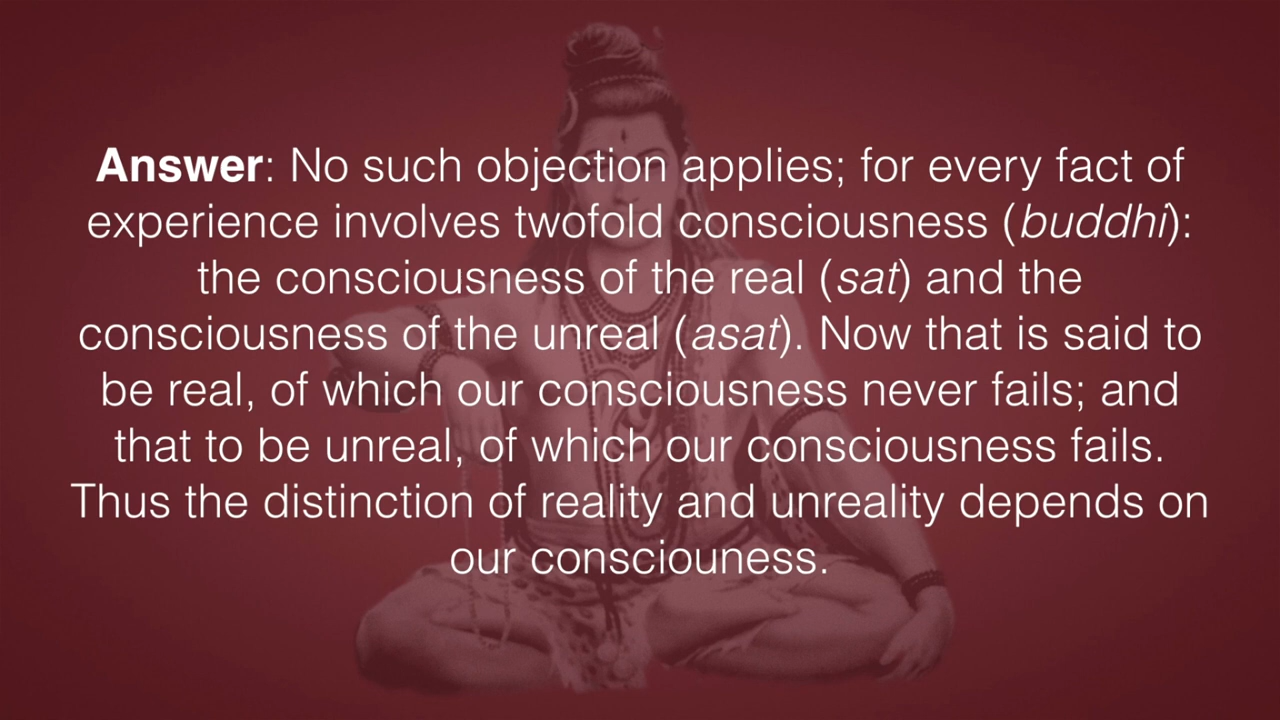 Answer: No such objection applies; for every fact of
experience involves twofold consciousness (buddhi):
the consciousness of the real (sat) and the
consciousness of the unreal (asat). Now that is said to
be real, of which our consciousness never fails; and
that to be unreal, of which our consciousness fails.
Thus the distinction of reality and unreality depends on
our consciouness.